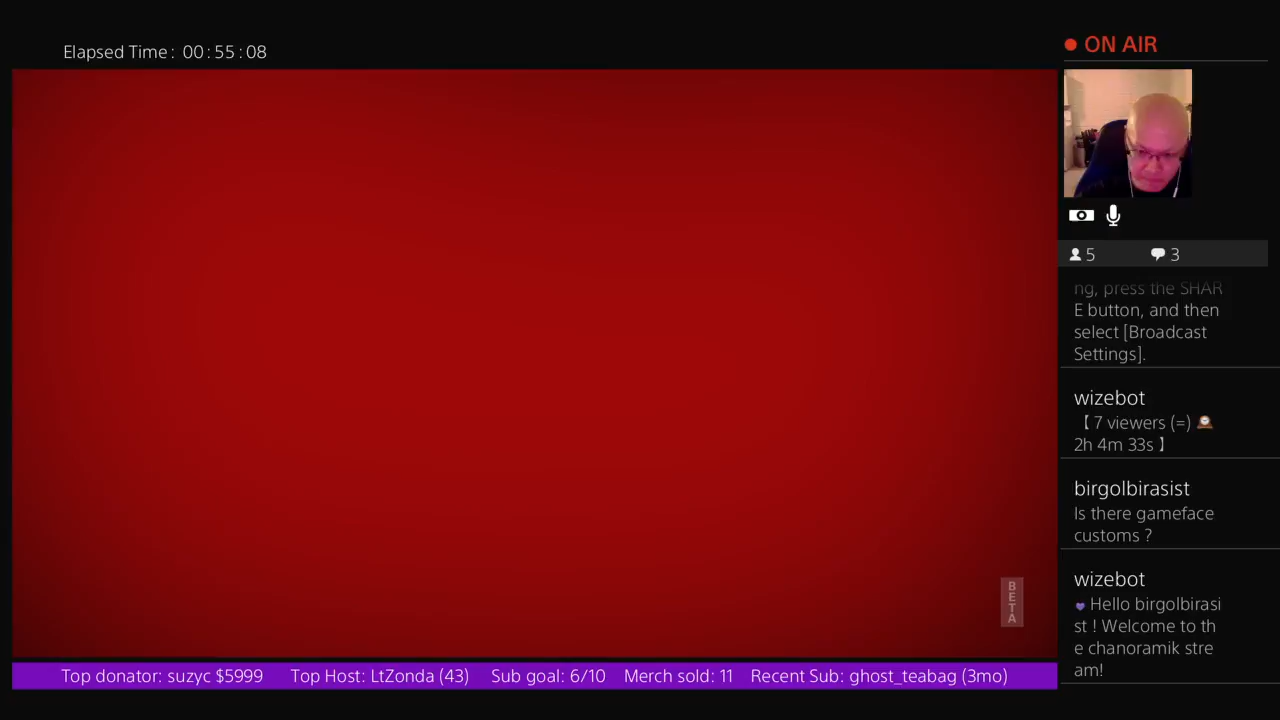 Elapsed Time: 00:55:08
ON AIR
5 3
ng, press the SHAR
E button, and then
select [Broadcast
Settings].
wizebot
【 7 viewers (=) 🕰
2h 4m 33s 】
birgolbirasist
Is there gameface
customs ?
wizebot
💜 Hello birgolbirasi
st ! Welcome to th
e chanoramik stre
am!
BETA
Top donator: suzyc $5999 Top Host: LtZonda (43) Sub goal: 6/10 Merch sold: 11 Recent Sub: ghost_teabag (3mo)